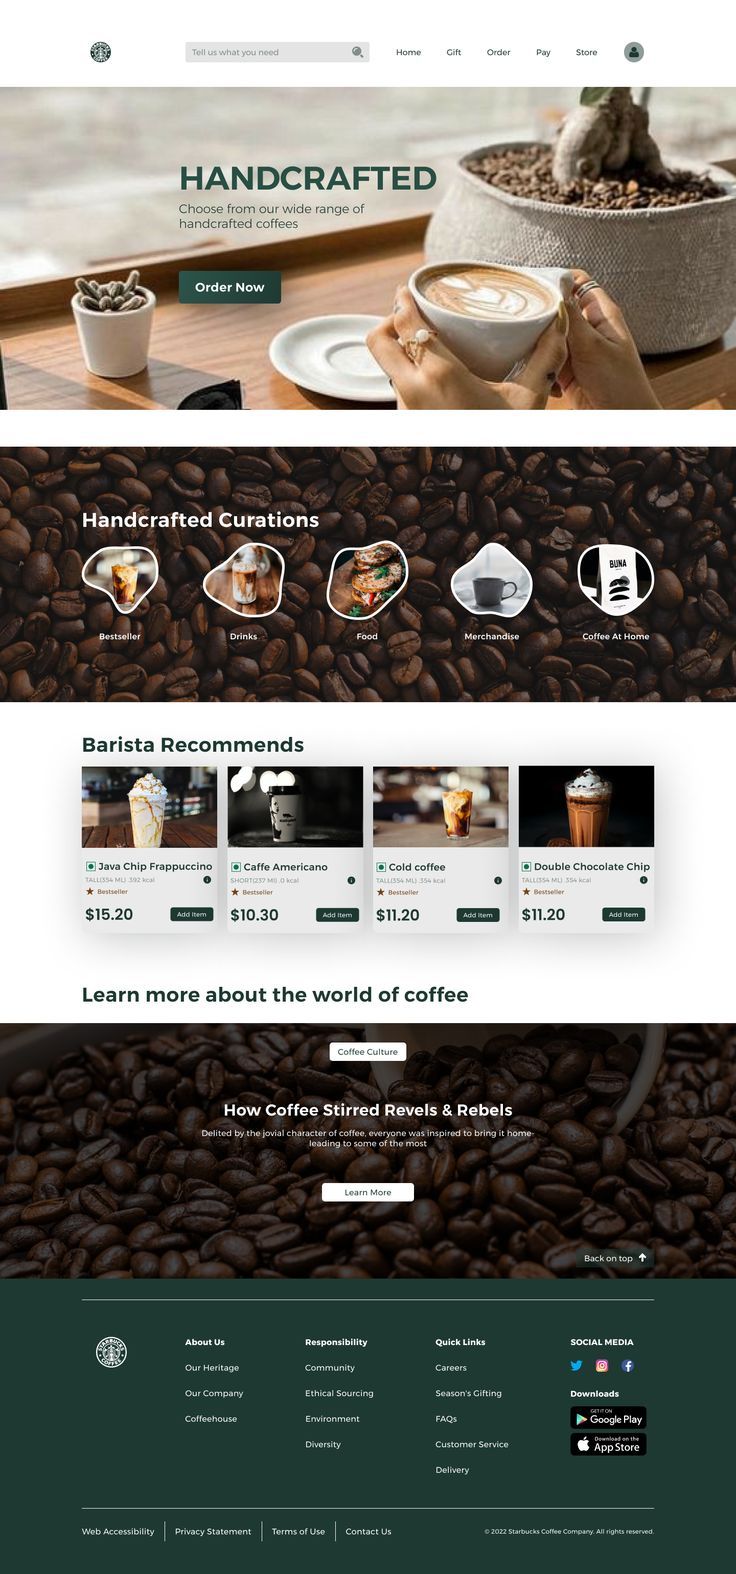 Tell us what you need
Home
Gift
Order
Pay
Store
HANDCRAFTED
Choose from our wide range of
handcrafted coffees
Order Now
Handcrafted Curations
BUNA
Bestseller
Drinks
Food
Merchandise
Coffee At Home
Barista Recommends
Java Chip Frappuccino
TALL(354 ML) .392 kcal
Bestseller
$15.20
Add Item
Caffe Americano
SHORT(237 Ml) .0 kcal
Bestseller
$10.30
Add Item
Cold coffee
TALL(354 ML) .354 kcal
Bestseller
$11.20
Add Item
Double Chocolate Chip
TALL(354 ML) .354 kcal
Bestseller
$11.20
Add Item
Learn more about the world of coffee
Coffee Culture
How Coffee Stirred Revels & Rebels
Delited by the jovial character of coffee, everyone was inspired to bring it home-
leading to some of the most
Learn More
Back on top
STARBUCKS
COFFEE
About Us
Our Heritage
Our Company
Coffeehouse
Responsibility
Community
Ethical Sourcing
Environment
Diversity
Quick Links
Careers
Season's Gifting
FAQs
Customer Service
Delivery
SOCIAL MEDIA
Downloads
GET IT ON
Google Play
Download on the
App Store
Web Accessibility
Privacy Statement
Terms of Use
Contact Us
© 2022 Starbucks Coffee Company. All rights reserved.